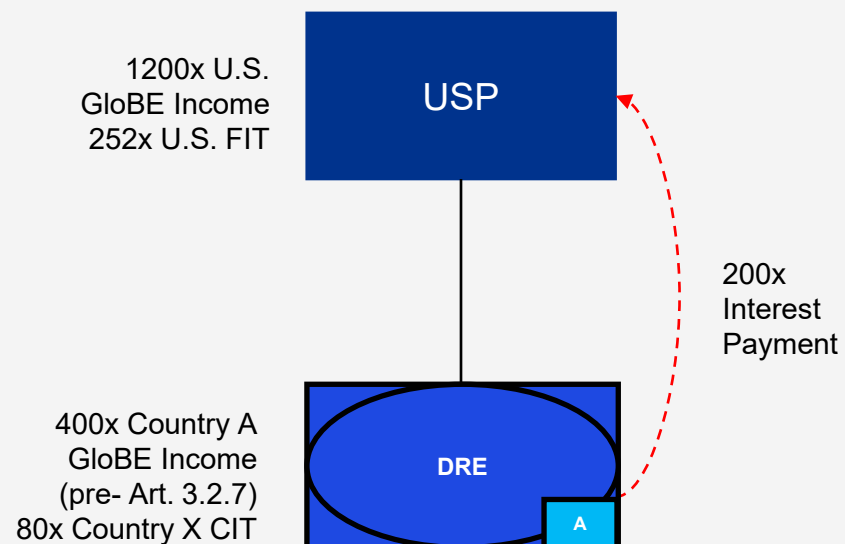 1200x U.S.
GloBE Income
252x U.S. FIT
USP
200x
Interest
Payment
400x Country A
GloBE Income
(pre- Art. 3.2.7)
80x Country X CIT
DRE
A